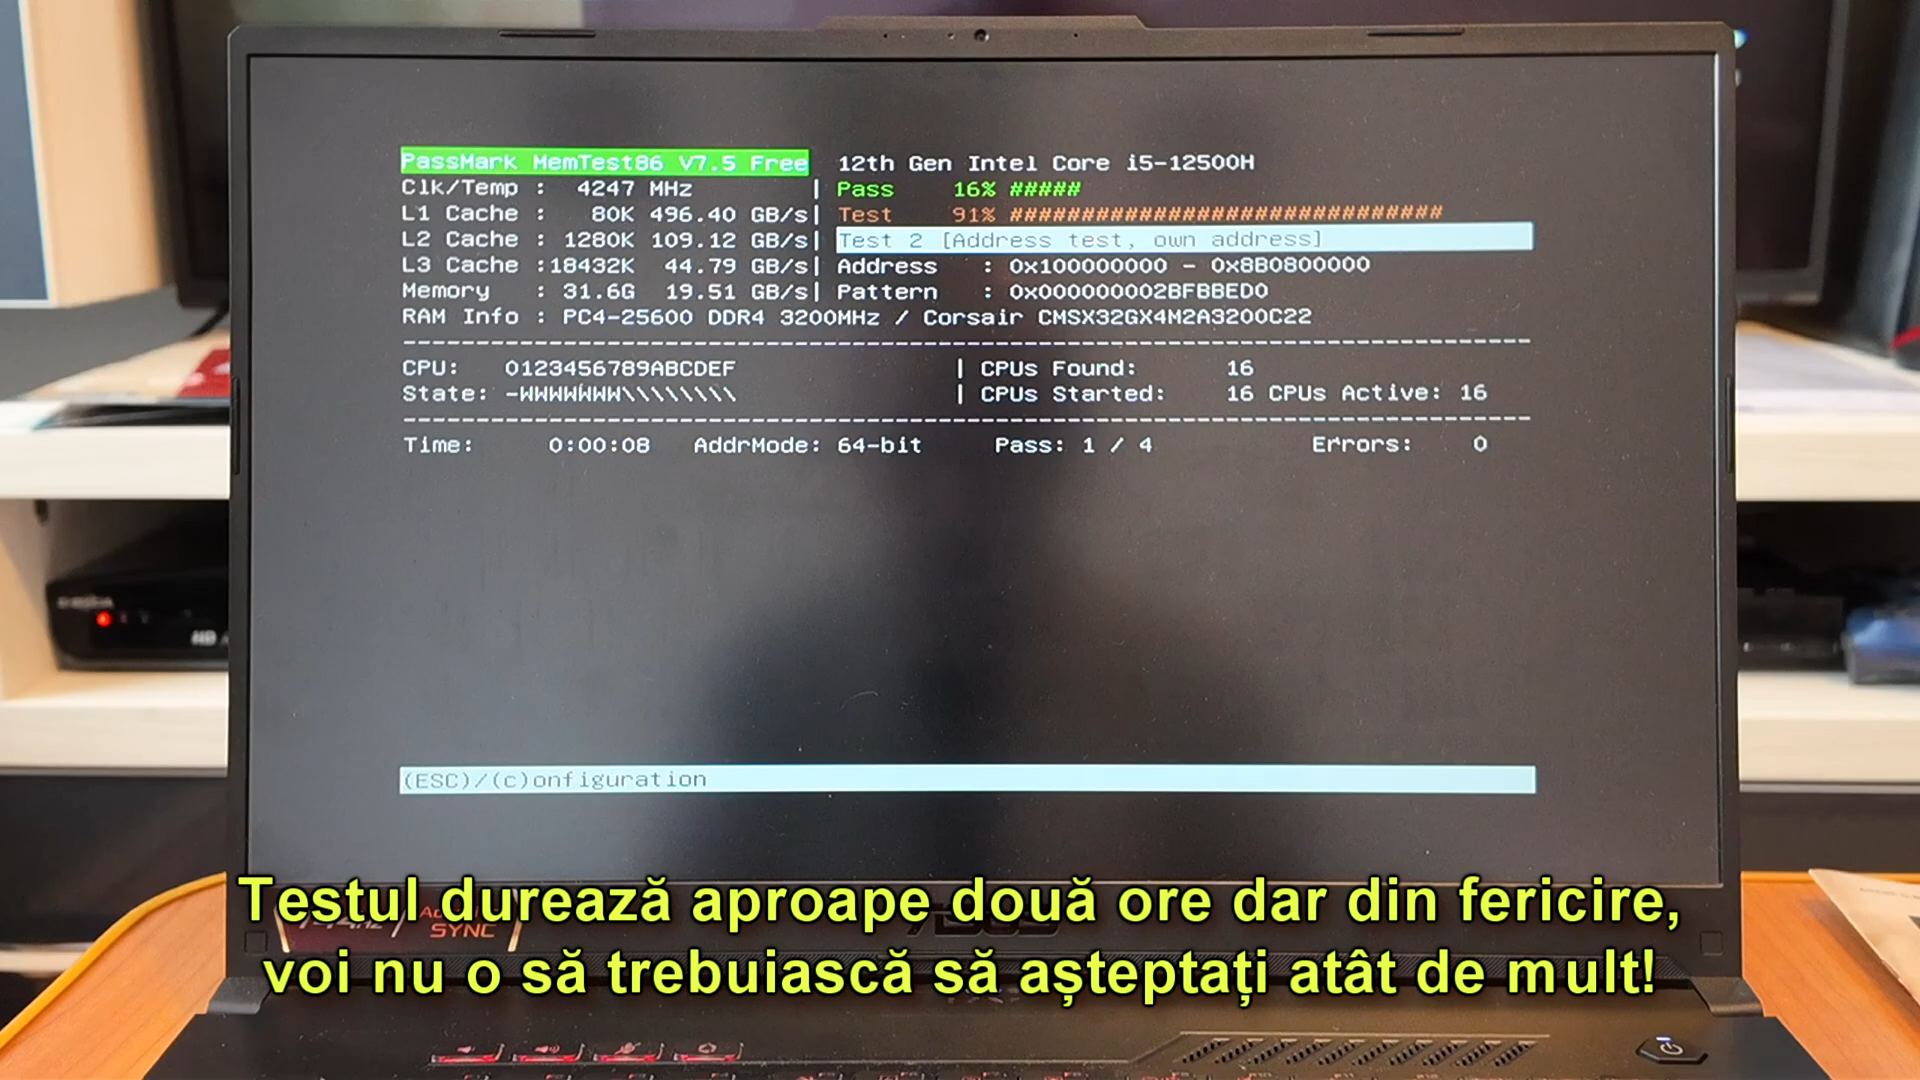 PassMark MemTest86 V7.5 Free 12th Gen Intel Core i5-12500H
Clk/Temp : 4247 MHz | Pass 16% #####
L1 Cache : 80K 496.40 GB/s| Test 91% ##############################
L2 Cache : 1280K 109.12 GB/s| Test 2 [Address test, own address]
L3 Cache :18432K 44.79 GB/s| Address : 0x100000000 - 0x8B0800000
Memory : 31.6G 19.51 GB/s| Pattern : 0x000000002BFBBED0
RAM Info : PC4-25600 DDR4 3200MHz / Corsair CMSX32GX4M2A3200C22
CPU: 0123456789ABCDEF | CPUs Found: 16
State: -WWWWWWW\\\\\\\\ | CPUs Started: 16 CPUs Active: 16
Time: 0:00:08 AddrMode: 64-bit Pass: 1 / 4 Errors: 0
(ESC)/(c)onfiguration
Testul durează aproape două ore dar din fericire,
SYNC
voi nu o să trebuiască să așteptați atât de mult!